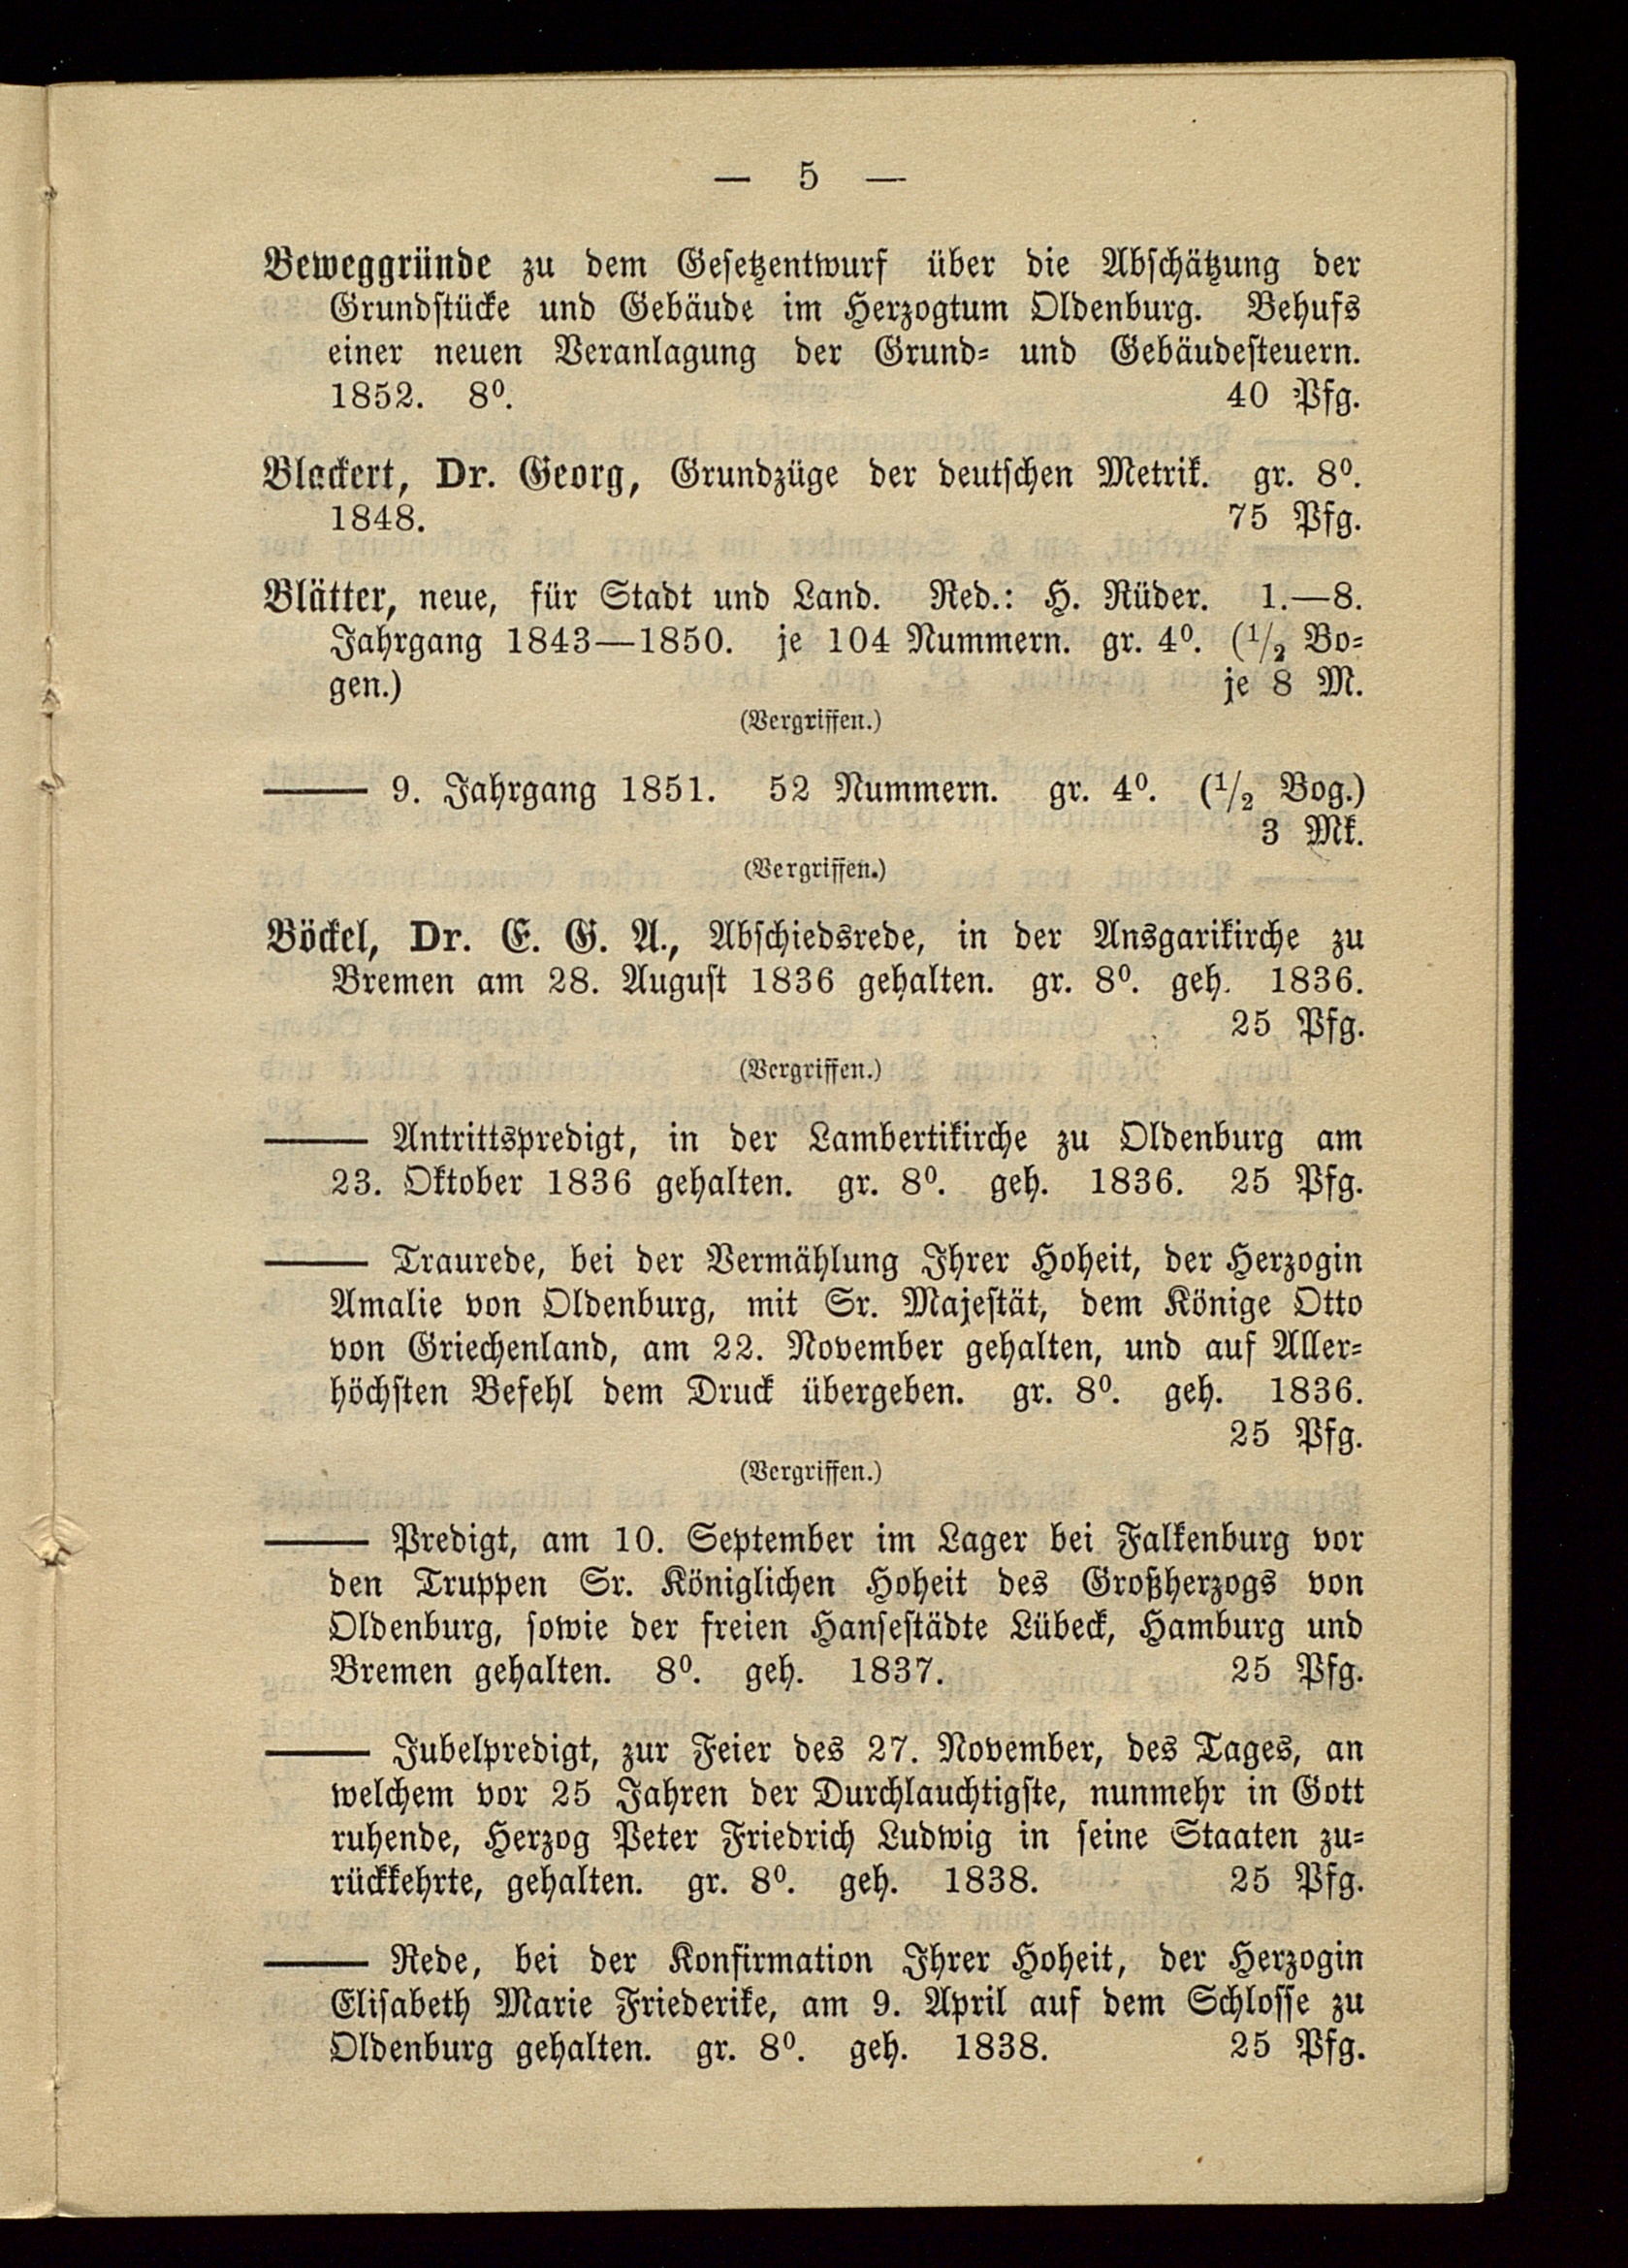 — 5 —
Beweggründe zu dem Gesetzentwurf über die Abschätzung der
Grundstücke und Gebäude im Herzogtum Oldenburg. Behufs
einer neuen Veranlagung der Grund- und Gebäudesteuern.
1852. 8⁰. 40 Pfg.
Blackert, Dr. Georg, Grundzüge der deutschen Metrik. gr. 8⁰.
1848. 75 Pfg.
Blätter, neue, für Stadt und Land. Red.: H. Rüder. 1.—8.
Jahrgang 1843—1850. je 104 Nummern. gr. 4⁰. (1/2 Bo-
gen.) je 8 M.
(Vergriffen.)
—— 9. Jahrgang 1851. 52 Nummern. gr. 4⁰. (1/2 Bog.)
3 Mk.
(Vergriffen.)
Böckel, Dr. E. G. A., Abschiedsrede, in der Ansgarikirche zu
Bremen am 28. August 1836 gehalten. gr. 8⁰. geh. 1836.
25 Pfg.
(Vergriffen.)
—— Antrittspredigt, in der Lambertikirche zu Oldenburg am
23. Oktober 1836 gehalten. gr. 8⁰. geh. 1836. 25 Pfg.
—— Traurede, bei der Vermählung Ihrer Hoheit, der Herzogin
Amalie von Oldenburg, mit Sr. Majestät, dem Könige Otto
von Griechenland, am 22. November gehalten, und auf Aller-
höchsten Befehl dem Druck übergeben. gr. 8⁰. geh. 1836.
25 Pfg.
(Vergriffen.)
—— Predigt, am 10. September im Lager bei Falkenburg vor
den Truppen Sr. Königlichen Hoheit des Großherzogs von
Oldenburg, sowie der freien Hansestädte Lübeck, Hamburg und
Bremen gehalten. 8⁰. geh. 1837. 25 Pfg.
—— Jubelpredigt, zur Feier des 27. November, des Tages, an
welchem vor 25 Jahren der Durchlauchtigste, nunmehr in Gott
ruhende, Herzog Peter Friedrich Ludwig in seine Staaten zu-
rückkehrte, gehalten. gr. 8⁰. geh. 1838. 25 Pfg.
—— Rede, bei der Konfirmation Ihrer Hoheit, der Herzogin
Elisabeth Marie Friederike, am 9. April auf dem Schlosse zu
Oldenburg gehalten. gr. 8⁰. geh. 1838. 25 Pfg.